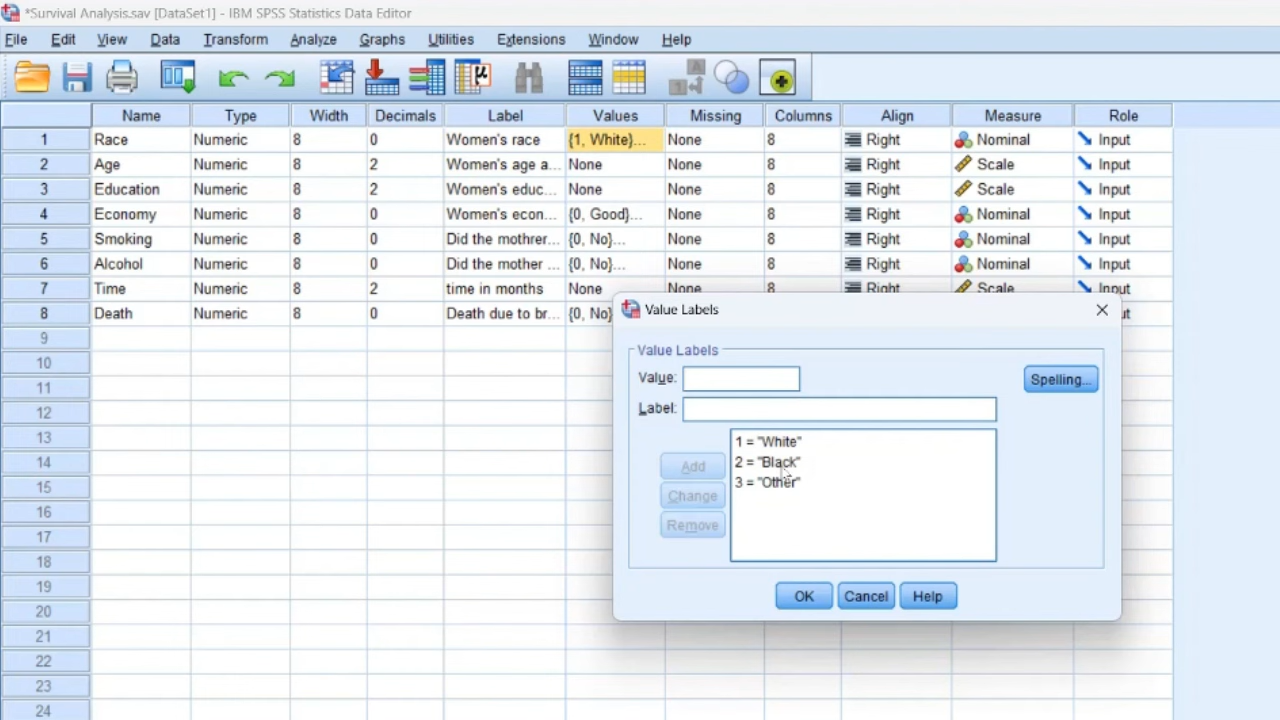 *Survival Analysis.sav [DataSet1] - IBM SPSS Statistics Data Editor
File Edit View Data Transform Analyze Graphs Utilities Extensions Window Help
Name Type Width Decimals Label Values Missing Columns Align Measure Role
1 Race Numeric 8 0 Women's race {1, White}... None 8 Right Nominal Input
2 Age Numeric 8 2 Women's age a... None None 8 Right Scale Input
3 Education Numeric 8 2 Women's educ... None None 8 Right Scale Input
4 Economy Numeric 8 0 Women's econ... {0, Good}... None 8 Right Nominal Input
5 Smoking Numeric 8 0 Did the mothrer... {0, No}... None 8 Right Nominal Input
6 Alcohol Numeric 8 0 Did the mother ... {0, No}... None 8 Right Nominal Input
7 Time Numeric 8 2 time in months None None 8 Right Scale Input
8 Death Numeric 8 0 Death due to br... {0, No}
9
10
11
12
13
14
15
16
17
18
19
20
21
22
23
24
Value Labels
Value Labels
Value:
Spelling...
Label:
1 = "White"
2 = "Black"
3 = "Other"
Add
Change
Remove
OK Cancel Help